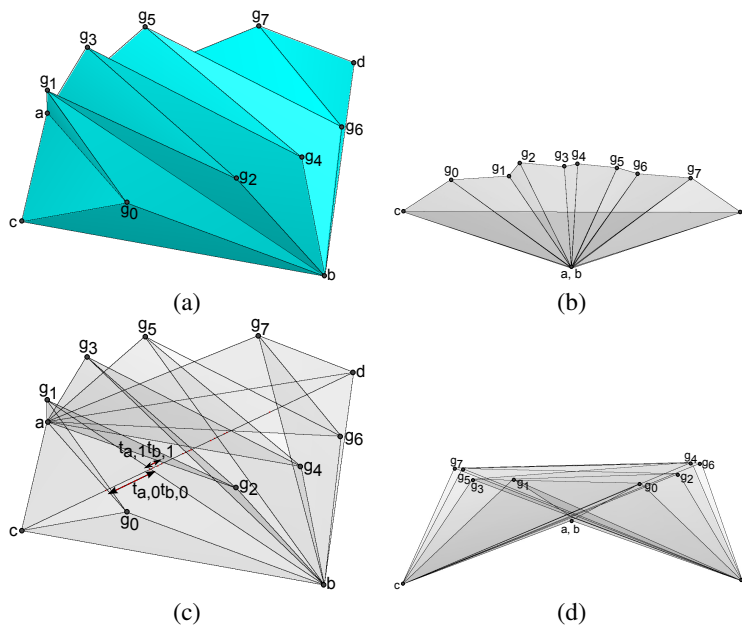 g7
g5
g3
d
g1
a
g6
g4
g2
g0
c
b
(a)
g2 g3 g4 g5 g6
g0 g1 g7
c
a, b
(b)
g7
g5
g3
d
g1
a
g6
ta,1tb,1
g4
g2
ta,0tb,0
g0
c
b
(c)
g4 g6
g7
g5 g2
g3 g1 g0
a, b
c
(d)